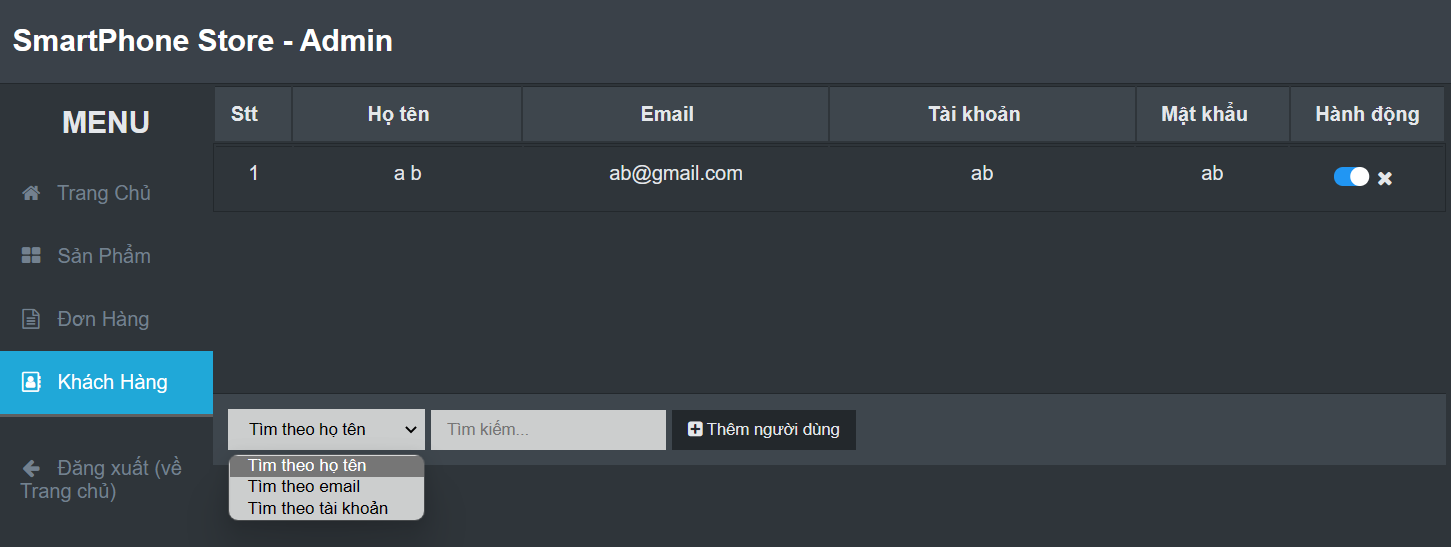 SmartPhone Store - Admin
MENU
Trang Chủ
Sản Phẩm
Đơn Hàng
Khách Hàng
Đăng xuất (về
Trang chủ)
Stt Họ tên Email Tài khoản Mật khẩu Hành động
1 a b ab@gmail.com ab ab
Tìm theo họ tên Tìm kiếm... Thêm người dùng
Tìm theo họ tên
Tìm theo email
Tìm theo tài khoản